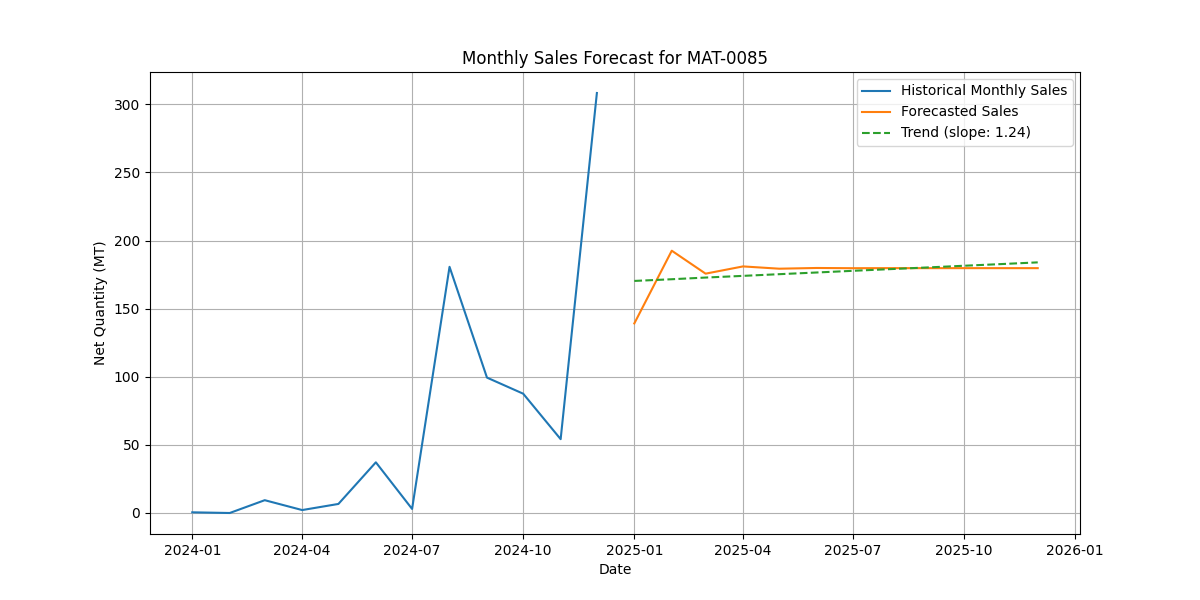 Monthly Sales Forecast for MAT-0085
Historical Monthly Sales
Forecasted Sales
Trend (slope: 1.24)
Net Quantity (MT)
300
250
200
150
100
50
0
2024-01 2024-04 2024-07 2024-10 2025-01 2025-04 2025-07 2025-10 2026-01
Date